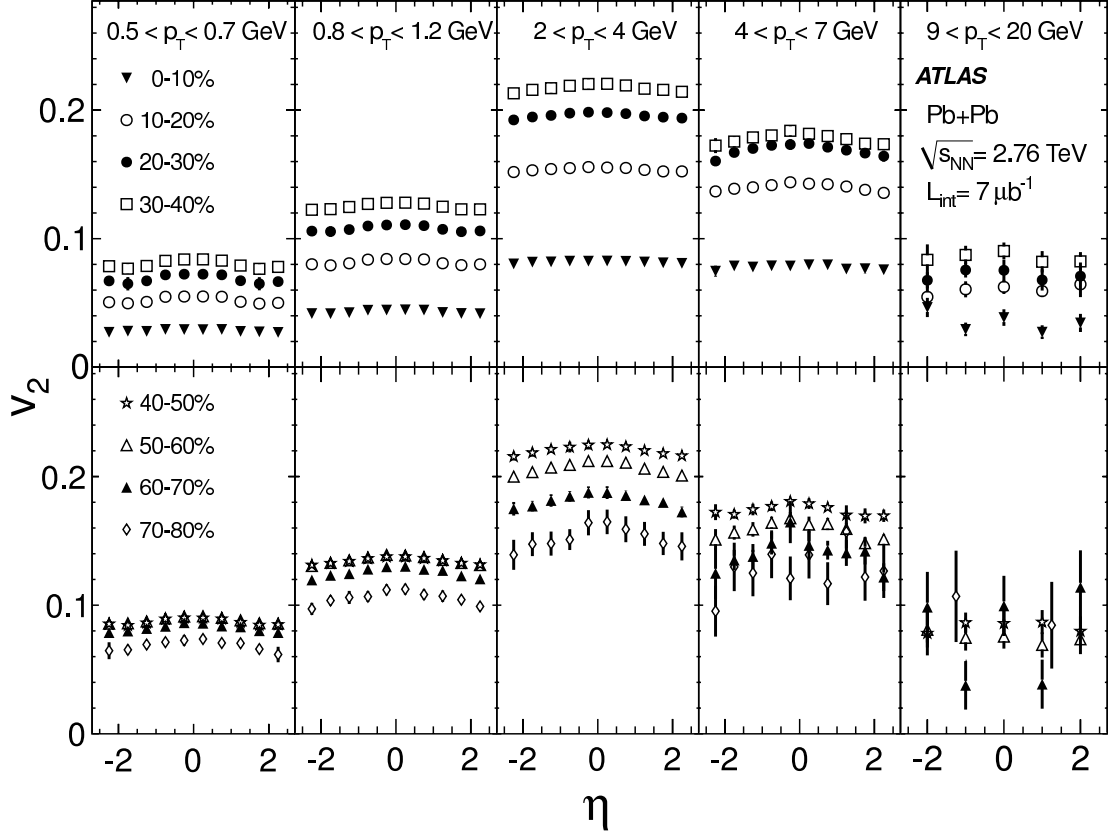 0.5 < p_T < 0.7 GeV
0.8 < p_T < 1.2 GeV
2 < p_T < 4 GeV
4 < p_T < 7 GeV
9 < p_T < 20 GeV
0-10%
10-20%
20-30%
30-40%
ATLAS
Pb+Pb
√s_NN = 2.76 TeV
L_int = 7 μb⁻¹
0.2
0.1
0
v₂
40-50%
50-60%
60-70%
70-80%
0.2
0.1
0
-2 0 2
-2 0 2
-2 0 2
-2 0 2
-2 0 2
η